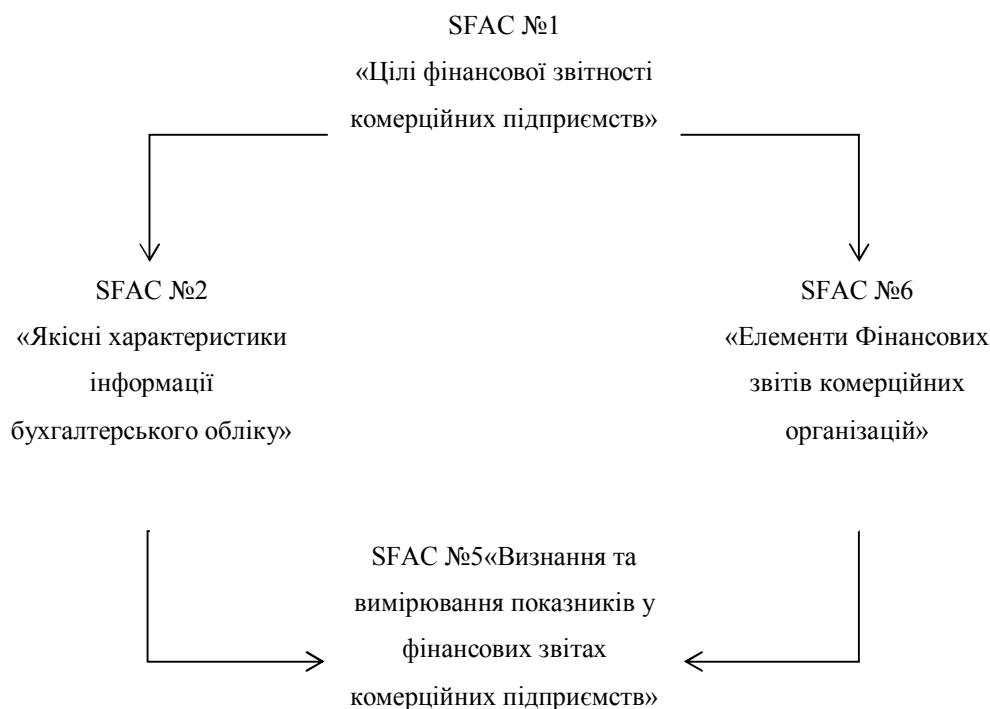 SFAC №1
«Цілі фінансової звітності
комерційних підприємств»
SFAC №2
«Якісні характеристики
інформації
бухгалтерського обліку»
SFAC №6
«Елементи Фінансових
звітів комерційних
організацій»
SFAC №5«Визнання та
вимірювання показників у
фінансових звітах
комерційних підприємств»